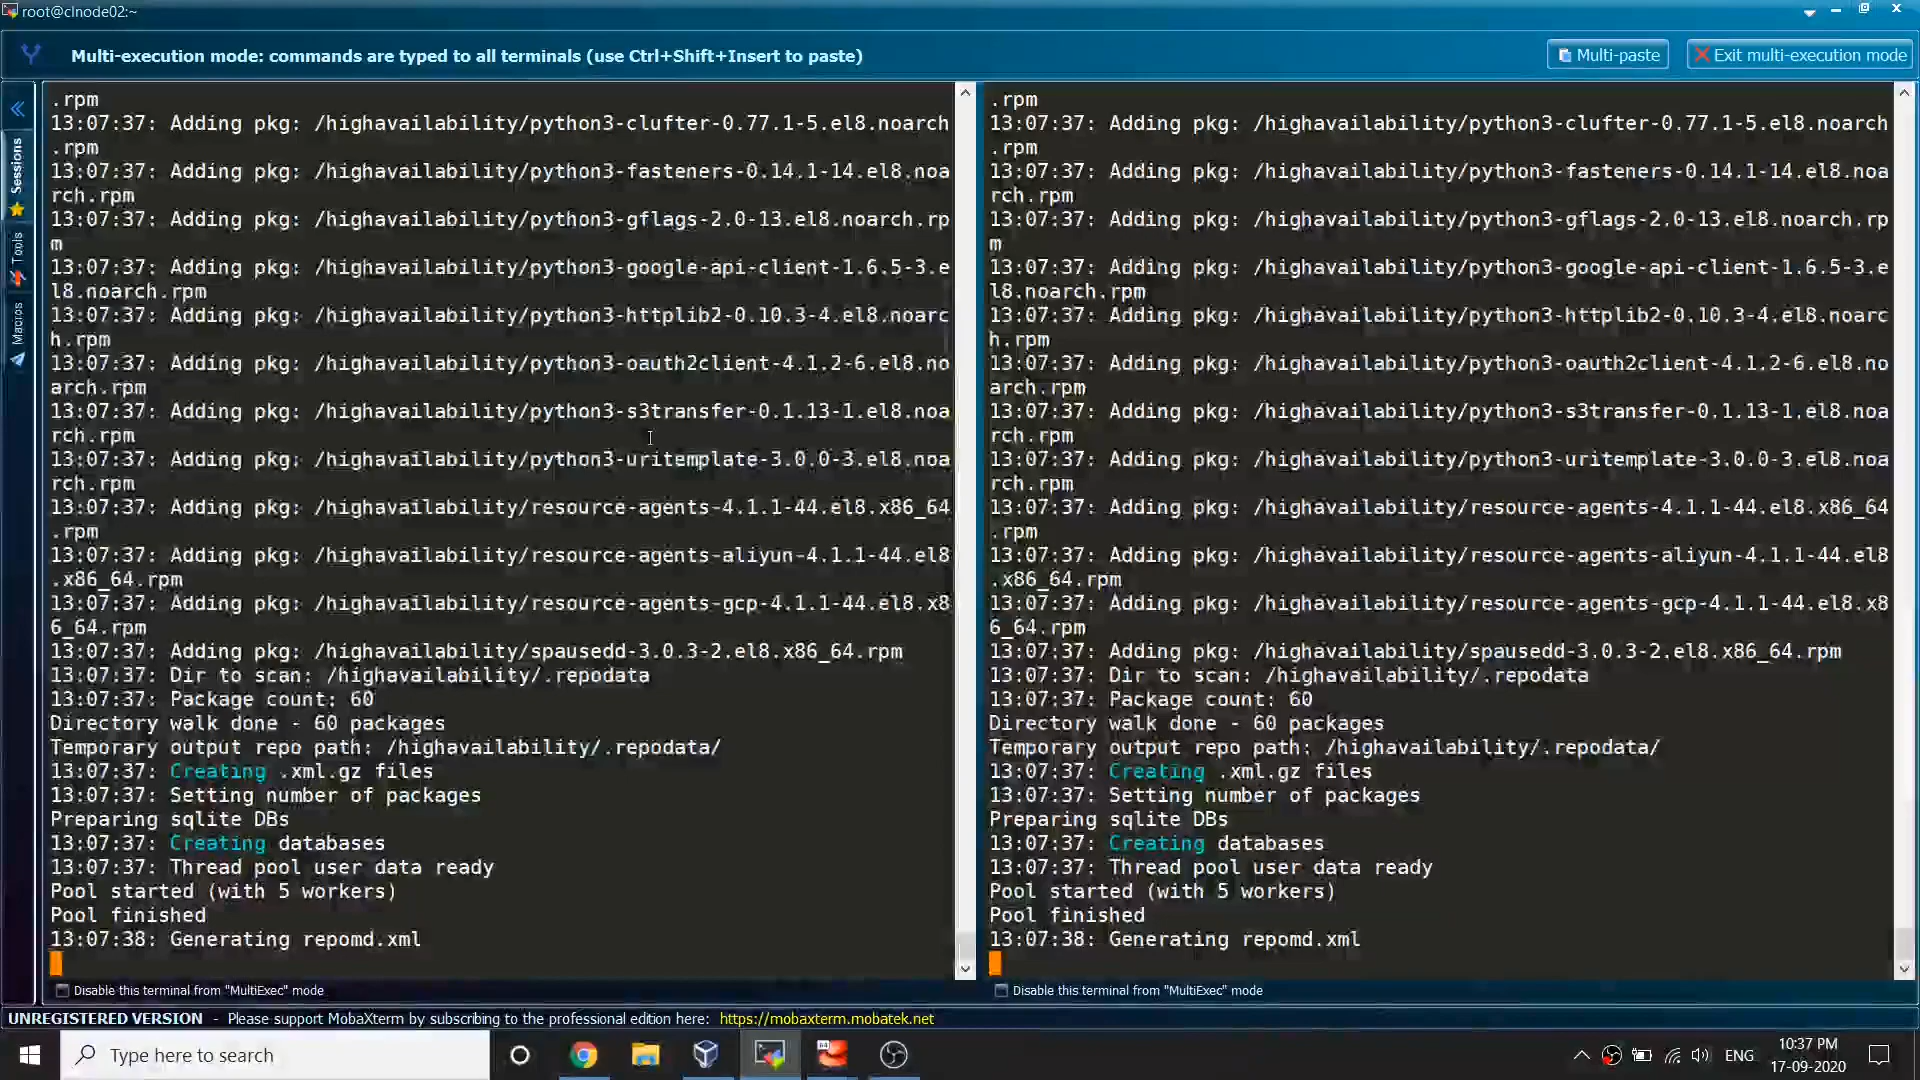 root@clnode02:~
Multi-execution mode: commands are typed to all terminals (use Ctrl+Shift+Insert to paste)
Multi-paste
Exit multi-execution mode
Sessions
Tools
Macros
.rpm
13:07:37: Adding pkg: /highavailability/python3-clufter-0.77.1-5.el8.noarch
.rpm
13:07:37: Adding pkg: /highavailability/python3-fasteners-0.14.1-14.el8.noa
rch.rpm
13:07:37: Adding pkg: /highavailability/python3-gflags-2.0-13.el8.noarch.rp
m
13:07:37: Adding pkg: /highavailability/python3-google-api-client-1.6.5-3.e
l8.noarch.rpm
13:07:37: Adding pkg: /highavailability/python3-httplib2-0.10.3-4.el8.noarc
h.rpm
13:07:37: Adding pkg: /highavailability/python3-oauth2client-4.1.2-6.el8.no
arch.rpm
13:07:37: Adding pkg: /highavailability/python3-s3transfer-0.1.13-1.el8.noa
rch.rpm
13:07:37: Adding pkg: /highavailability/python3-uritemplate-3.0.0-3.el8.noa
rch.rpm
13:07:37: Adding pkg: /highavailability/resource-agents-4.1.1-44.el8.x86_64
.rpm
13:07:37: Adding pkg: /highavailability/resource-agents-aliyun-4.1.1-44.el8
.x86_64.rpm
13:07:37: Adding pkg: /highavailability/resource-agents-gcp-4.1.1-44.el8.x8
6_64.rpm
13:07:37: Adding pkg: /highavailability/spausedd-3.0.3-2.el8.x86_64.rpm
13:07:37: Dir to scan: /highavailability/.repodata
13:07:37: Package count: 60
Directory walk done - 60 packages
Temporary output repo path: /highavailability/.repodata/
13:07:37: Creating .xml.gz files
13:07:37: Setting number of packages
Preparing sqlite DBs
13:07:37: Creating databases
13:07:37: Thread pool user data ready
Pool started (with 5 workers)
Pool finished
13:07:38: Generating repomd.xml
Disable this terminal from "MultiExec" mode
.rpm
13:07:37: Adding pkg: /highavailability/python3-clufter-0.77.1-5.el8.noarch
.rpm
13:07:37: Adding pkg: /highavailability/python3-fasteners-0.14.1-14.el8.noa
rch.rpm
13:07:37: Adding pkg: /highavailability/python3-gflags-2.0-13.el8.noarch.rp
m
13:07:37: Adding pkg: /highavailability/python3-google-api-client-1.6.5-3.e
l8.noarch.rpm
13:07:37: Adding pkg: /highavailability/python3-httplib2-0.10.3-4.el8.noarc
h.rpm
13:07:37: Adding pkg: /highavailability/python3-oauth2client-4.1.2-6.el8.no
arch.rpm
13:07:37: Adding pkg: /highavailability/python3-s3transfer-0.1.13-1.el8.noa
rch.rpm
13:07:37: Adding pkg: /highavailability/python3-uritemplate-3.0.0-3.el8.noa
rch.rpm
13:07:37: Adding pkg: /highavailability/resource-agents-4.1.1-44.el8.x86_64
.rpm
13:07:37: Adding pkg: /highavailability/resource-agents-aliyun-4.1.1-44.el8
.x86_64.rpm
13:07:37: Adding pkg: /highavailability/resource-agents-gcp-4.1.1-44.el8.x8
6_64.rpm
13:07:37: Adding pkg: /highavailability/spausedd-3.0.3-2.el8.x86_64.rpm
13:07:37: Dir to scan: /highavailability/.repodata
13:07:37: Package count: 60
Directory walk done - 60 packages
Temporary output repo path: /highavailability/.repodata/
13:07:37: Creating .xml.gz files
13:07:37: Setting number of packages
Preparing sqlite DBs
13:07:37: Creating databases
13:07:37: Thread pool user data ready
Pool started (with 5 workers)
Pool finished
13:07:38: Generating repomd.xml
Disable this terminal from "MultiExec" mode
UNREGISTERED VERSION - Please support MobaXterm by subscribing to the professional edition here: https://mobaxterm.mobatek.net
Type here to search
ENG
10:37 PM
17-09-2020